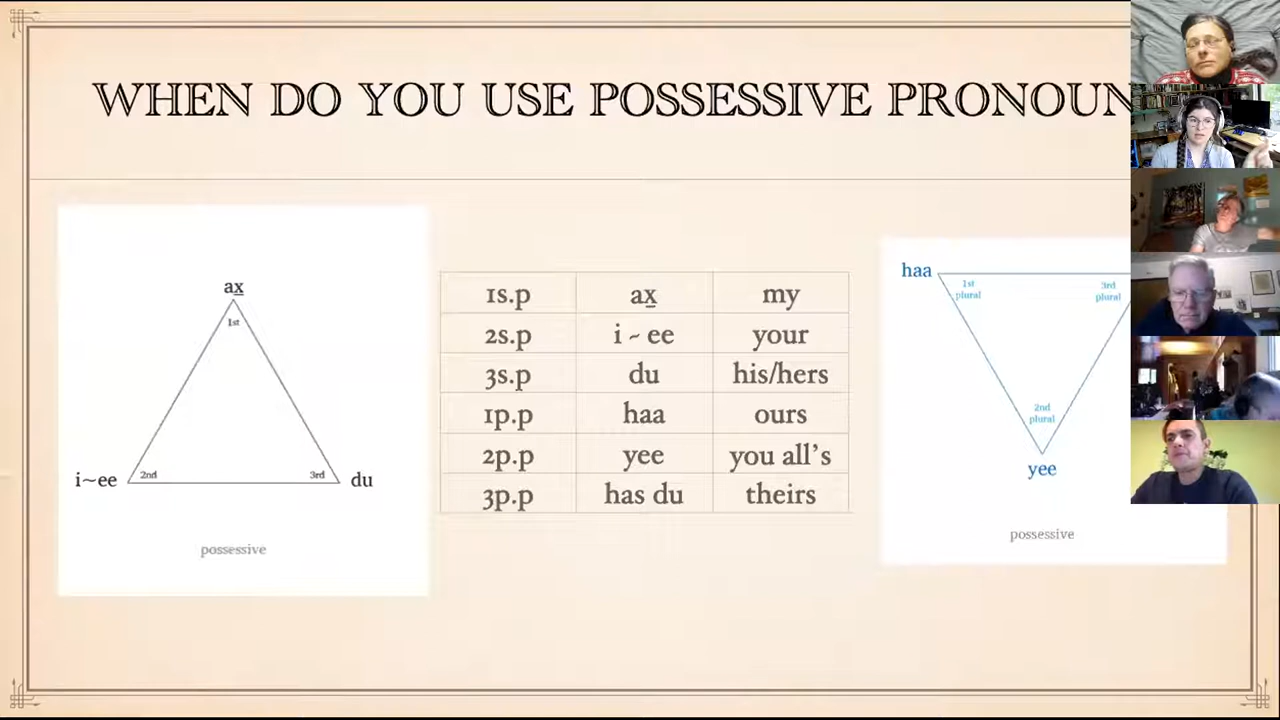 WHEN DO YOU USE POSSESSIVE PRONOUN
ax̲
1st
i~ee
2nd
3rd
du
possessive
1s.p ax̲ my
2s.p i ~ ee your
3s.p du his/hers
1p.p haa ours
2p.p yee you all's
3p.p has du theirs
haa
1st
plural
3rd
plural
2nd
plural
yee
possessive